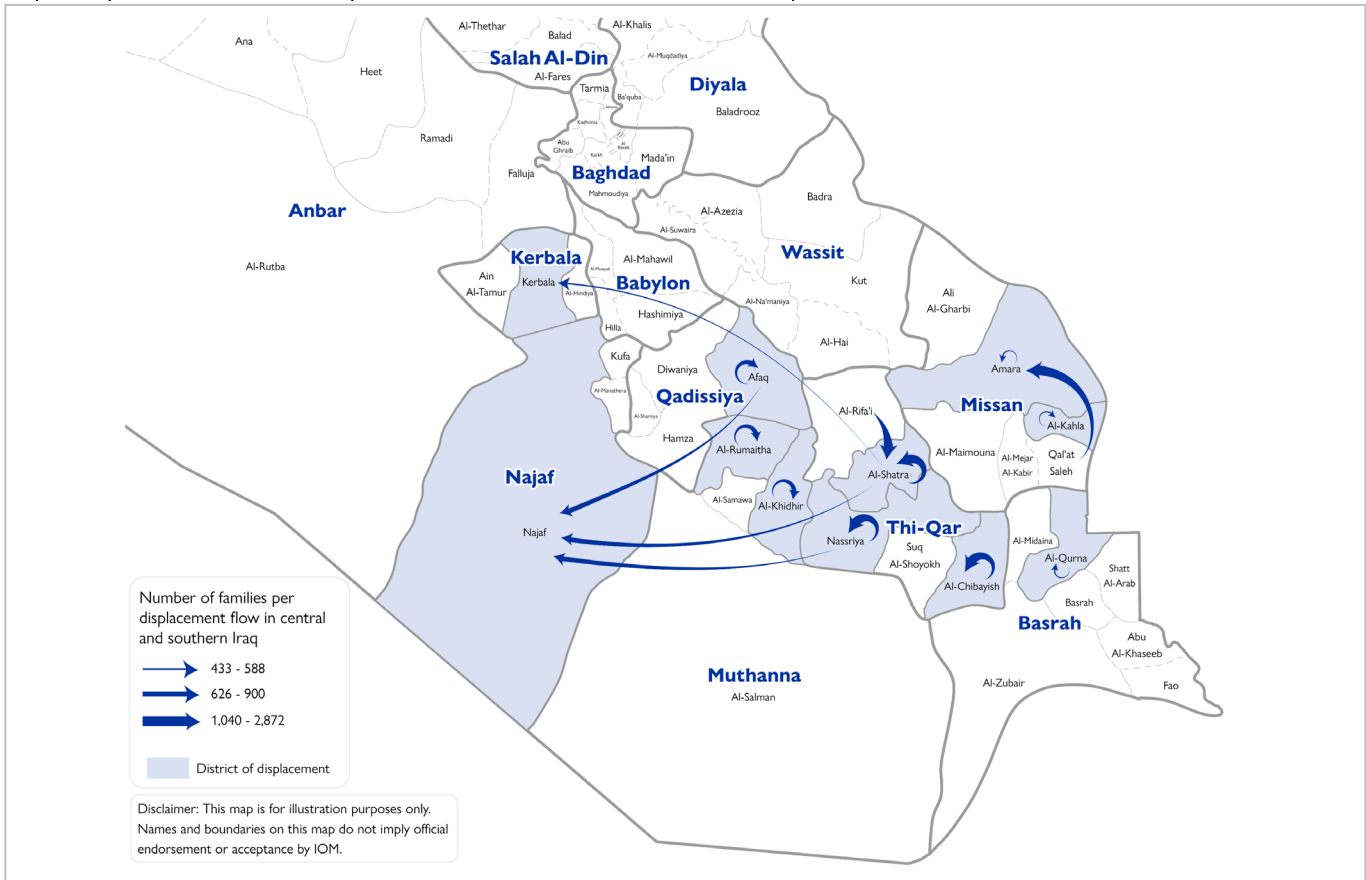 Al-Thethar
Al-Khalis
Balad
Ana
Salah Al-Din
Al-Muqdadiya
Heet
Al-Fares
Diyala
Tarmia
Ba'quba
Baladrooz
Kadhimia
Ramadi
Abu
Ghraib
Karkh
Mada'in
Falluja
Baghdad
Mahmoudiya
Badra
Anbar
Al-Azezia
Al-Suwaira
Wassit
Kerbala
Al-Mahawil
Al-Rutba
Ain
Al-Tamur
Kerbala
Babylon
Kut
Al-Hindiya
Ali
Al-Gharbi
Al-Na'maniya
Hashimiya
Hilla
Al-Hai
Kufa
Diwaniya
Afaq
Amara
Al-Manathera
Qadissiya
Missan
Al-Shamiya
Al-Rifa'i
Al-Kahla
Hamza
Al-Rumaitha
Al-Maimouna
Al-Mejar
Al-Kabir
Qal'at
Saleh
Najaf
Al-Shatra
Al-Samawa
Al-Khidhir
Najaf
Thi-Qar
Nassriya
Suq
Al-Shoyokh
Al-Midaina
Al-Qurna
Shatt
Al-Arab
Al-Chibayish
Basrah
Basrah
Abu
Al-Khaseeb
Muthanna
Al-Salman
Al-Zubair
Fao
Number of families per
displacement flow in central
and southern Iraq
433 - 588
626 - 900
1,040 - 2,872
District of displacement
Disclaimer: This map is for illustration purposes only.
Names and boundaries on this map do not imply official
endorsement or acceptance by IOM.